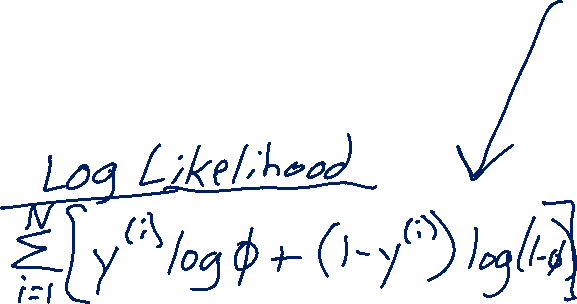 Log Likelihood
∑_{i=1}^{N} [y^{(i)} log ϕ + (1-y^{(i)}) log(1-ϕ)]